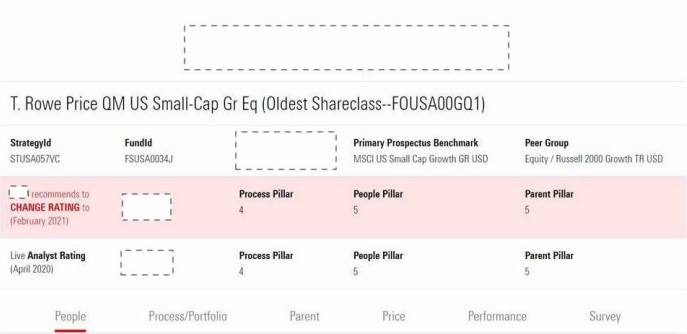 T. Rowe Price QM US Small-Cap Gr Eq (Oldest Shareclass--FOUSA00GQ1)
StrategyId FundId Primary Prospectus Benchmark Peer Group
STUSA057VC FSUSA0034J MSCI US Small Cap Growth GR USD Equity / Russell 2000 Growth TR USD
recommends to Process Pillar People Pillar Parent Pillar
CHANGE RATING to 4 5 5
(February 2021)
Live Analyst Rating Process Pillar People Pillar Parent Pillar
(April 2020) 4 5 5
People Process/Portfolio Parent Price Performance Survey